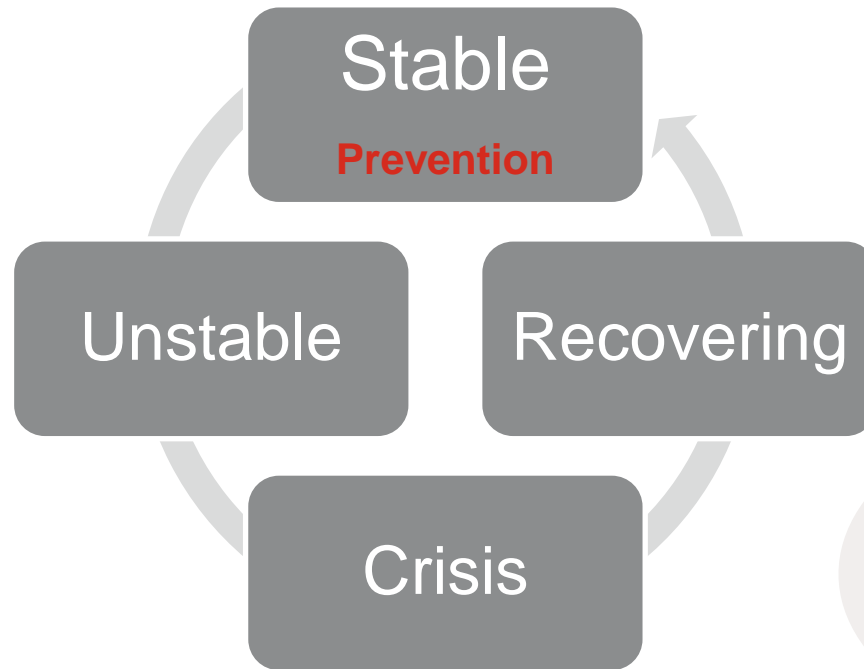 Stable
Prevention
Unstable
Recovering
Crisis